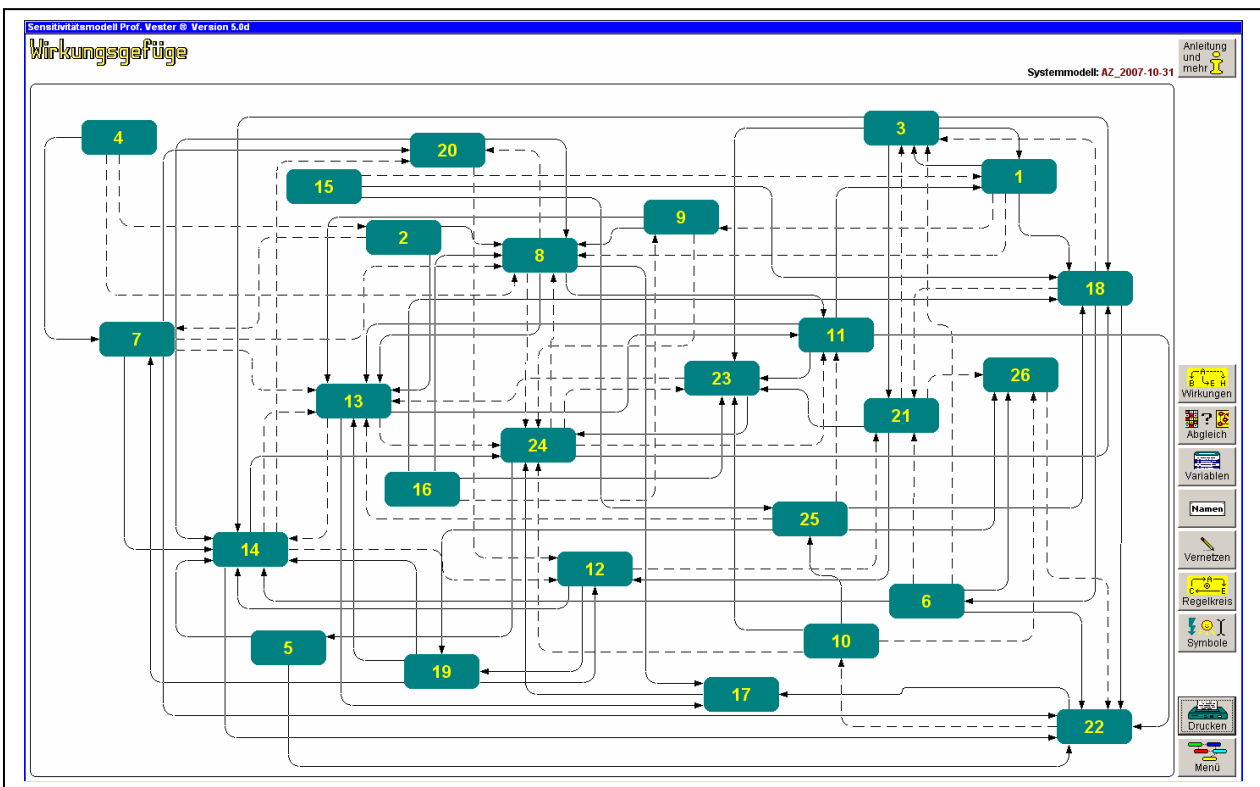 Sensitivitätsmodell Prof. Vester ® Version 5.0d
Wirkungsgefüge
Anleitung
und
mehr
Systemmodell: AZ_2007-10-31
4
3
20
1
15
9
2
8
18
7
11
23
26
13
21
24
16
25
14
12
6
10
5
19
17
22
A
B E H
Wirkungen
?
Abgleich
Variablen
Namen
Vernetzen
A
C E
Regelkreis
Symbole
Drucken
Menü